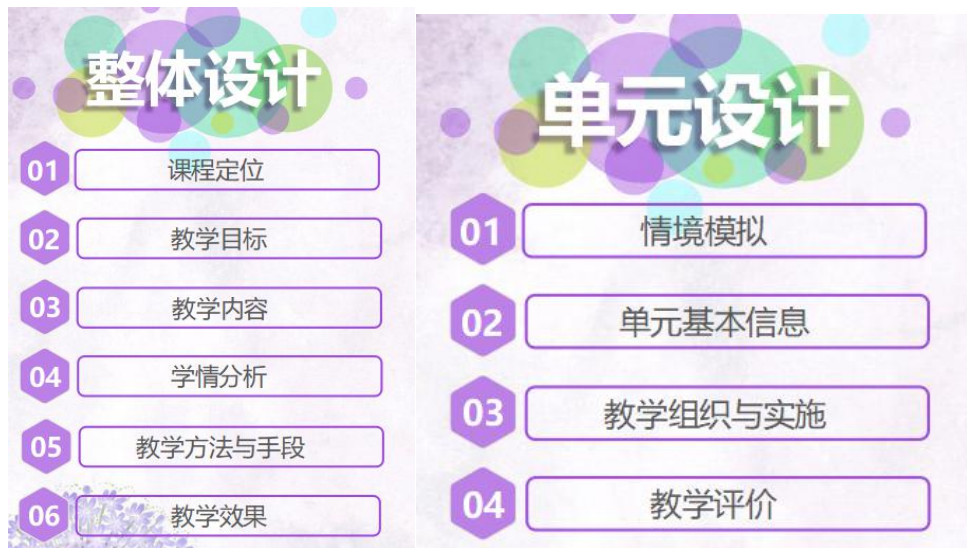 整体设计
01 课程定位
02 教学目标
03 教学内容
04 学情分析
05 教学方法与手段
06 教学效果
单元设计
01 情境模拟
02 单元基本信息
03 教学组织与实施
04 教学评价